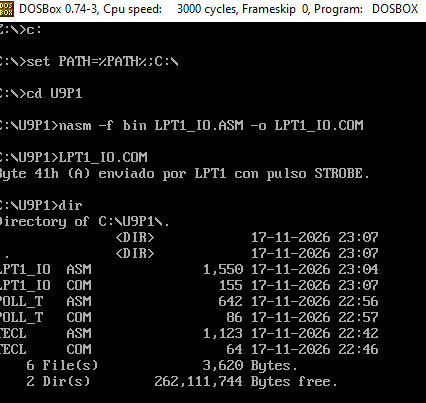 DOSBox 0.74-3, Cpu speed: 3000 cycles, Frameskip 0, Program: DOSBOX
Z:\>c:
C:\>set PATH=%PATH%;C:\
C:\>cd U9P1
C:\U9P1>nasm -f bin LPT1_IO.ASM -o LPT1_IO.COM
C:\U9P1>LPT1_IO.COM
Byte 41h (A) enviado por LPT1 con pulso STROBE.
C:\U9P1>dir
Directory of C:\U9P1\.
. <DIR> 17-11-2026 23:07
.. <DIR> 17-11-2026 23:07
LPT1_IO ASM 1,550 17-11-2026 23:04
LPT1_IO COM 155 17-11-2026 23:07
POLL_T ASM 642 17-11-2026 22:56
POLL_T COM 86 17-11-2026 22:57
TECL ASM 1,123 17-11-2026 22:42
TECL COM 64 17-11-2026 22:46
6 File(s) 3,620 Bytes.
2 Dir(s) 262,111,744 Bytes free.